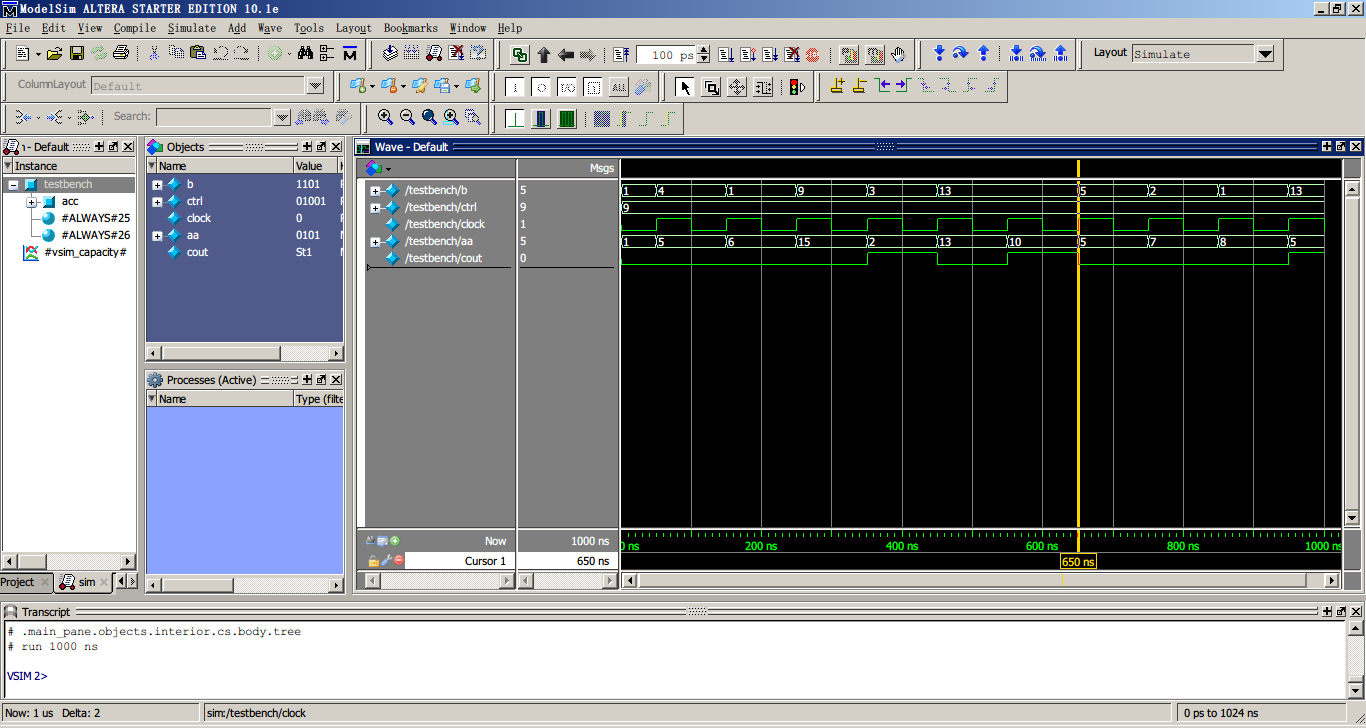 ModelSim ALTERA STARTER EDITION 10.1e
File Edit View Compile Simulate Add Wave Tools Layout Bookmarks Window Help
100 ps
Layout Simulate
ColumnLayout Default
Search:
- Default
Instance
testbench
acc
#ALWAYS#25
#ALWAYS#26
#vsim_capacity#
Project
sim
Objects
Name Value
b 1101
ctrl 01001
clock 0
aa 0101
cout St1
Processes (Active)
Name Type (filte
Wave - Default
Msgs
/testbench/b 5 1 4 1 9 3 13 5 2 1 13
/testbench/ctrl 9 9
/testbench/clock 1
/testbench/aa 5 1 5 6 15 2 13 10 5 7 8 5
/testbench/cout 0
Now 1000 ns ns 200 ns 400 ns 600 ns 800 ns 1000 ns
Cursor 1 650 ns 650 ns
Transcript
# .main_pane.objects.interior.cs.body.tree
# run 1000 ns
VSIM 2>
Now: 1 us Delta: 2 sim:/testbench/clock 0 ps to 1024 ns